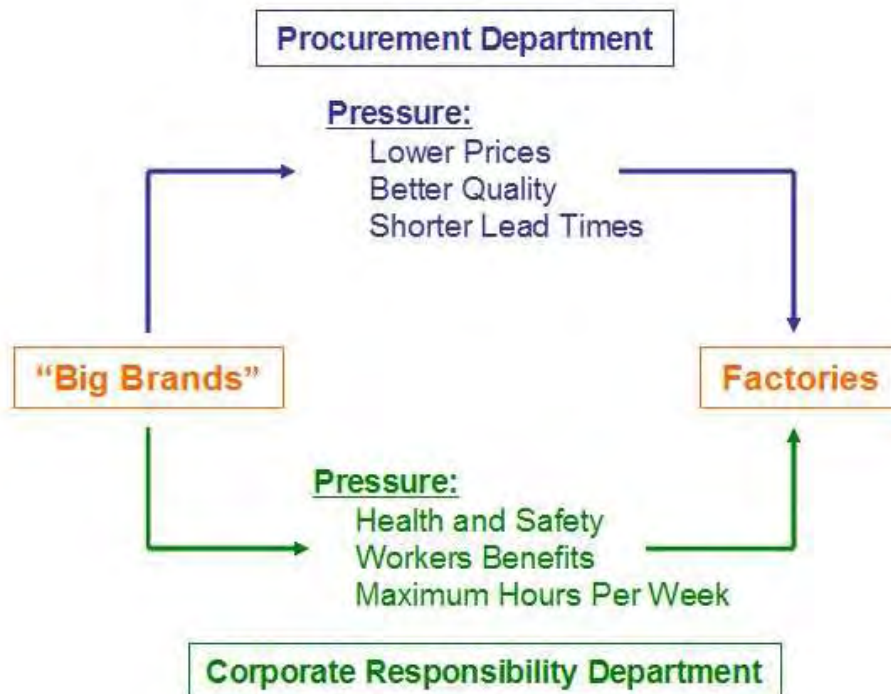 Procurement Department
Pressure:
Lower Prices
Better Quality
Shorter Lead Times
“Big Brands”
Factories
Pressure:
Health and Safety
Workers Benefits
Maximum Hours Per Week
Corporate Responsibility Department